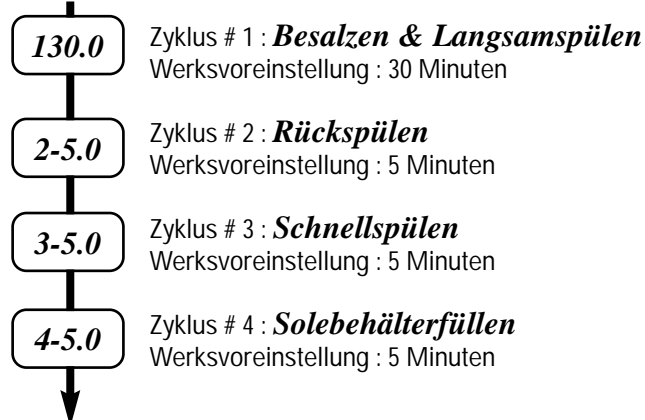 130.0
Zyklus # 1 : Besalzen & Langsamspülen
Werksvoreinstellung : 30 Minuten
2-5.0
Zyklus # 2 : Rückspülen
Werksvoreinstellung : 5 Minuten
3-5.0
Zyklus # 3 : Schnellspülen
Werksvoreinstellung : 5 Minuten
4-5.0
Zyklus # 4 : Solebehälterfüllen
Werksvoreinstellung : 5 Minuten